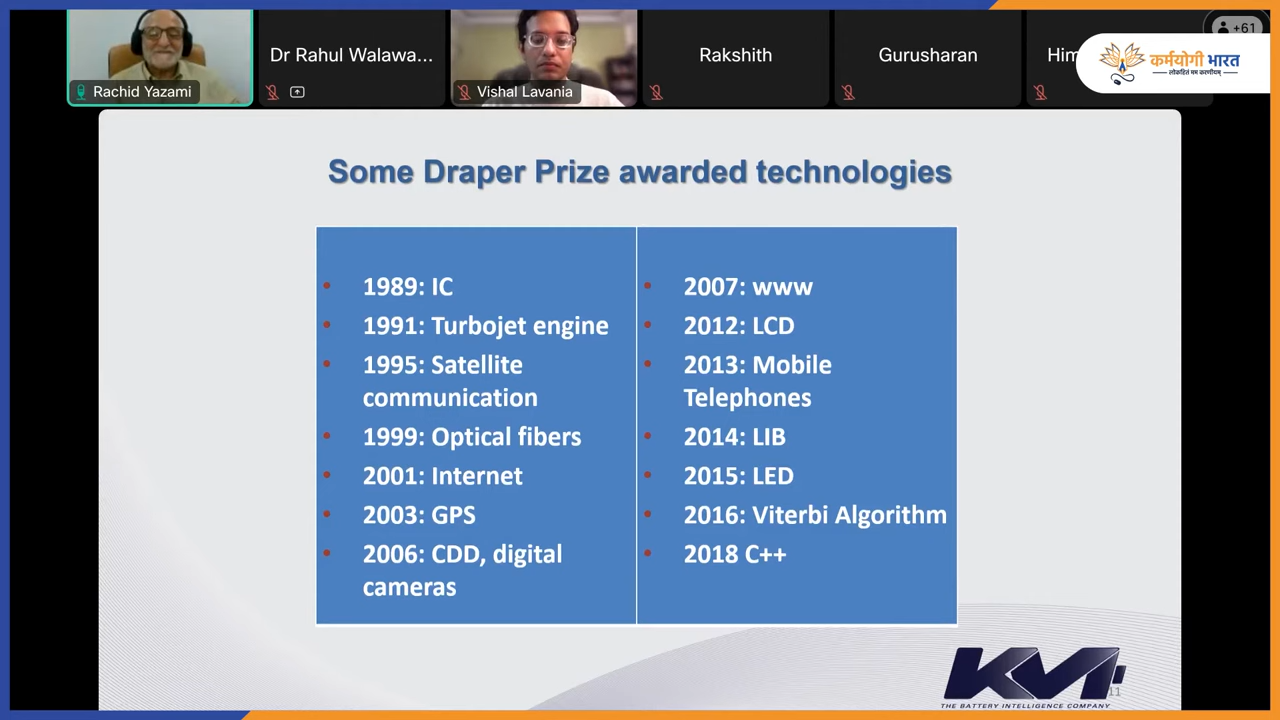 Rachid Yazami
Dr Rahul Walawa...
Vishal Lavania
Rakshith
Gurusharan
Him
+61
कर्मयोगी भारत
लोकहितं मम करणीयम्
Some Draper Prize awarded technologies
• 1989: IC
• 1991: Turbojet engine
• 1995: Satellite
communication
• 1999: Optical fibers
• 2001: Internet
• 2003: GPS
• 2006: CDD, digital
cameras
• 2007: www
• 2012: LCD
• 2013: Mobile
Telephones
• 2014: LIB
• 2015: LED
• 2016: Viterbi Algorithm
• 2018 C++
KVI
11
THE BATTERY INTELLIGENCE COMPANY